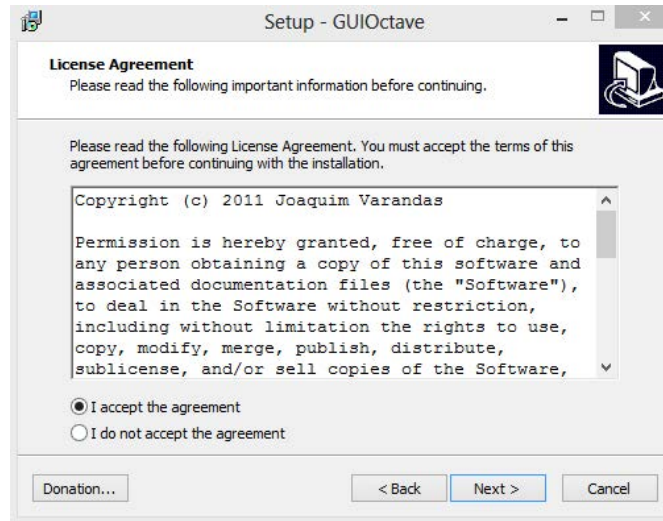 Setup - GUIOctave
License Agreement
Please read the following important information before continuing.
Please read the following License Agreement. You must accept the terms of this
agreement before continuing with the installation.
Copyright (c) 2011 Joaquim Varandas
Permission is hereby granted, free of charge, to
any person obtaining a copy of this software and
associated documentation files (the "Software"),
to deal in the Software without restriction,
including without limitation the rights to use,
copy, modify, merge, publish, distribute,
sublicense, and/or sell copies of the Software,
I accept the agreement
I do not accept the agreement
Donation... < Back Next > Cancel